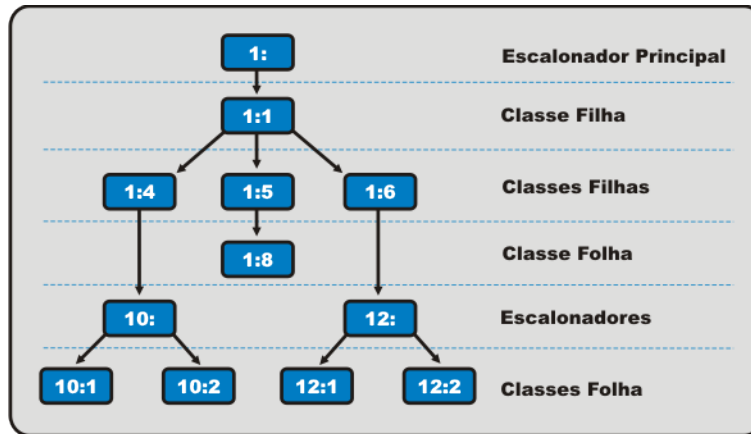 1: Escalonador Principal
1:1 Classe Filha
1:4 1:5 1:6 Classes Filhas
1:8 Classe Folha
10: 12: Escalonadores
10:1 10:2 12:1 12:2 Classes Folha